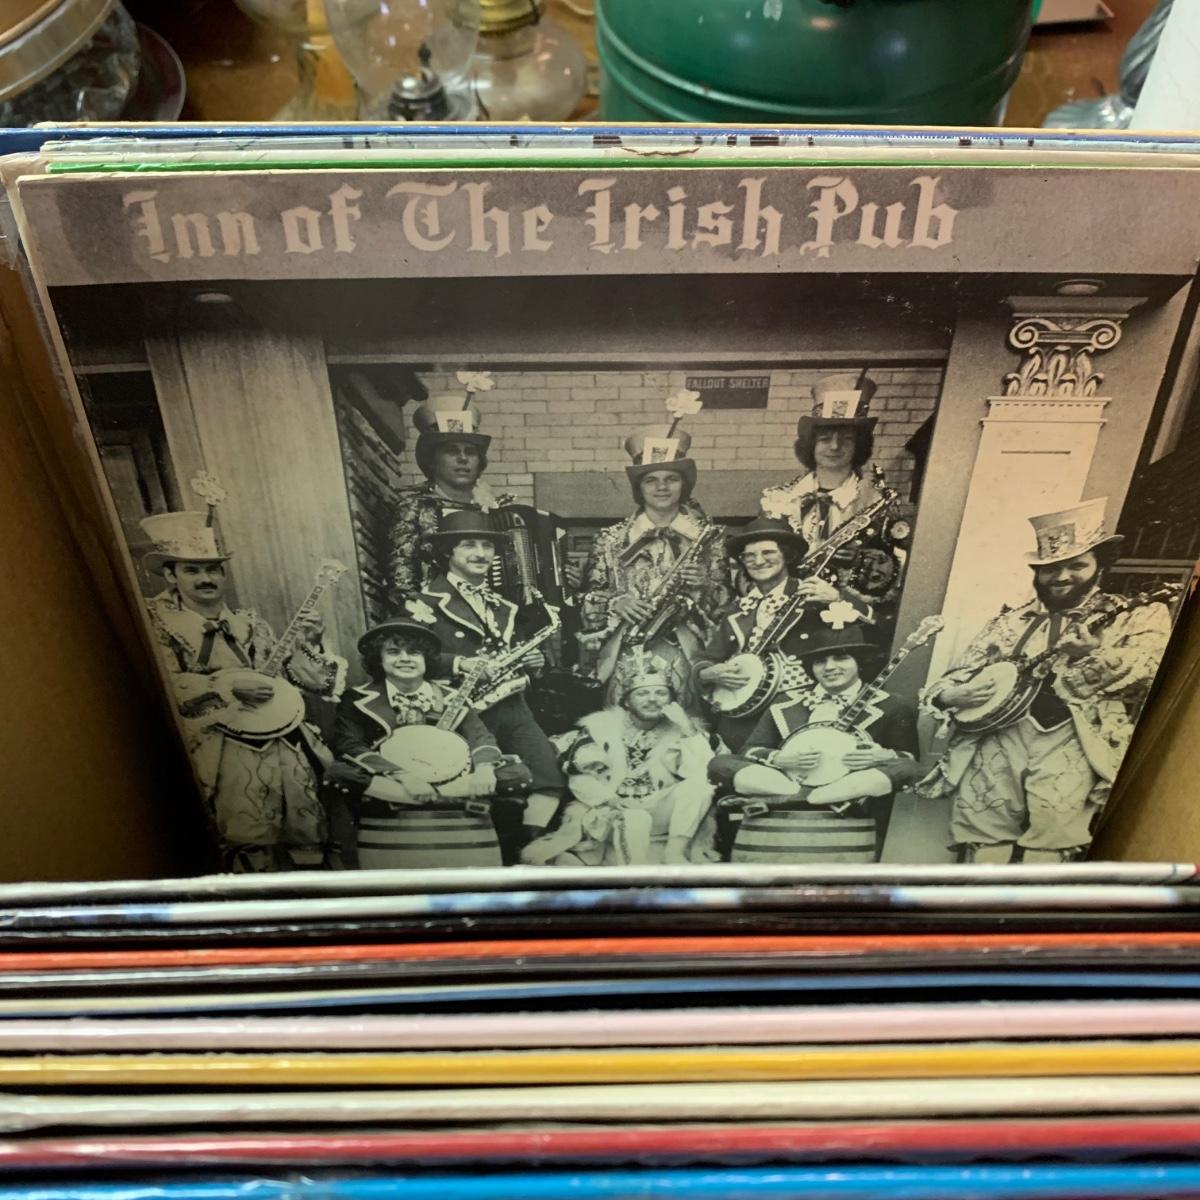 Inn of The Irish Pub
FALLOUT SHELTER